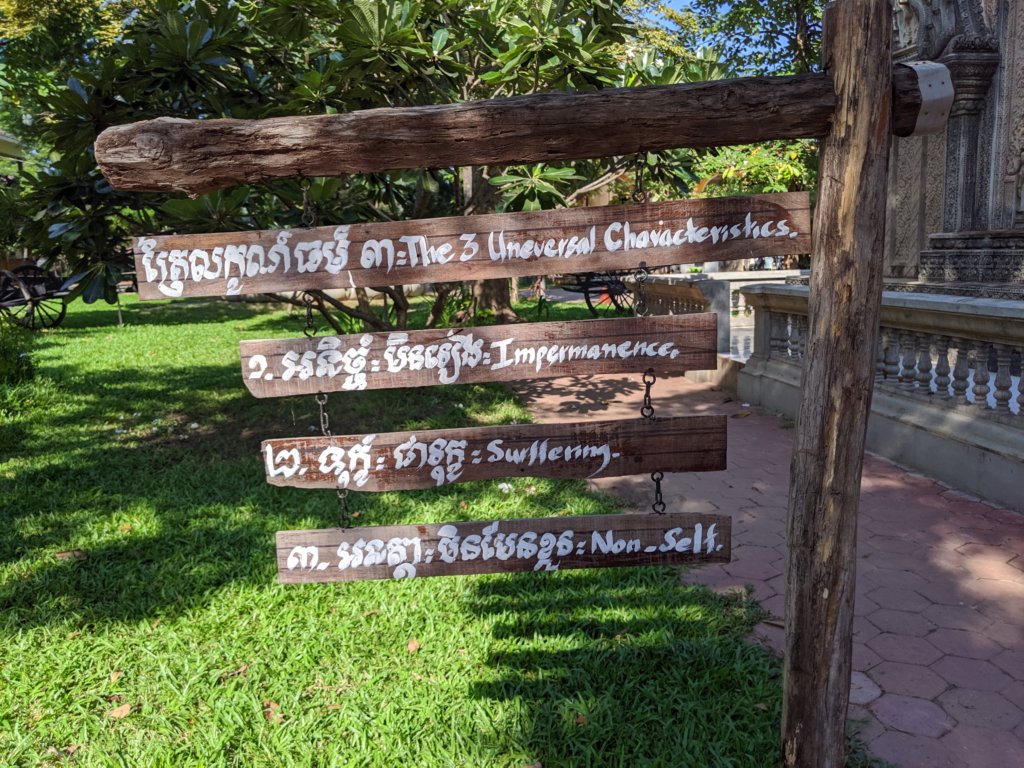 ត្រៃលក្ខណ៍ធម៌ ៣:The 3 Uneversal Characteristics.
១. អនិច្ចំ: មិនទៀង: Impermanence.
២. ទុក្ខំ: ជាទុក្ខ: Swffering.
៣. អនត្តា: មិនមែនខ្លួន: Non-Self.